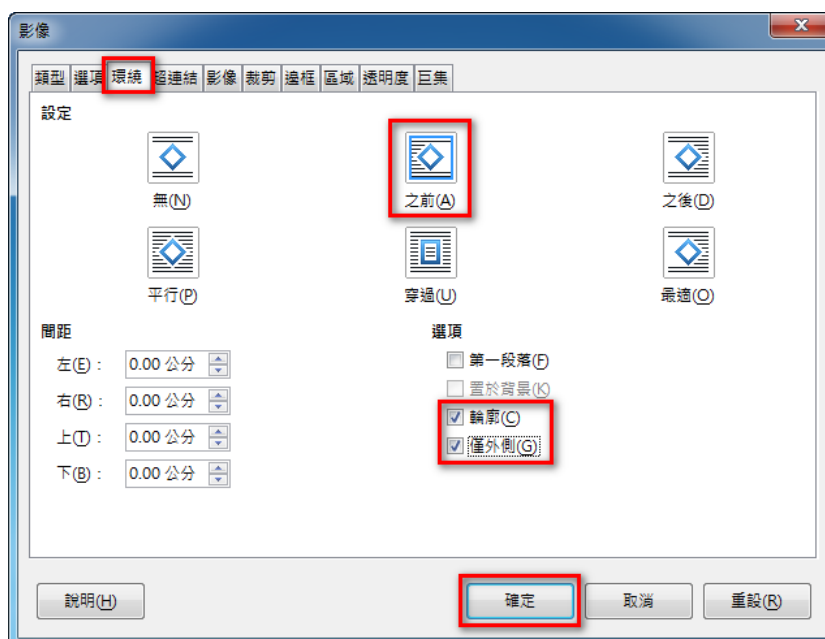 影像
類型 選項 環繞 超連結 影像 裁剪 邊框 區域 透明度 巨集
設定
無(N) 之前(A) 之後(D)
平行(P) 穿過(U) 最適(O)
間距 選項
左(E)： 0.00 公分 第一段落(F)
置於背景(K)
右(R)： 0.00 公分 輪廓(C)
上(T)： 0.00 公分 僅外側(G)
下(B)： 0.00 公分
說明(H) 確定 取消 重設(R)